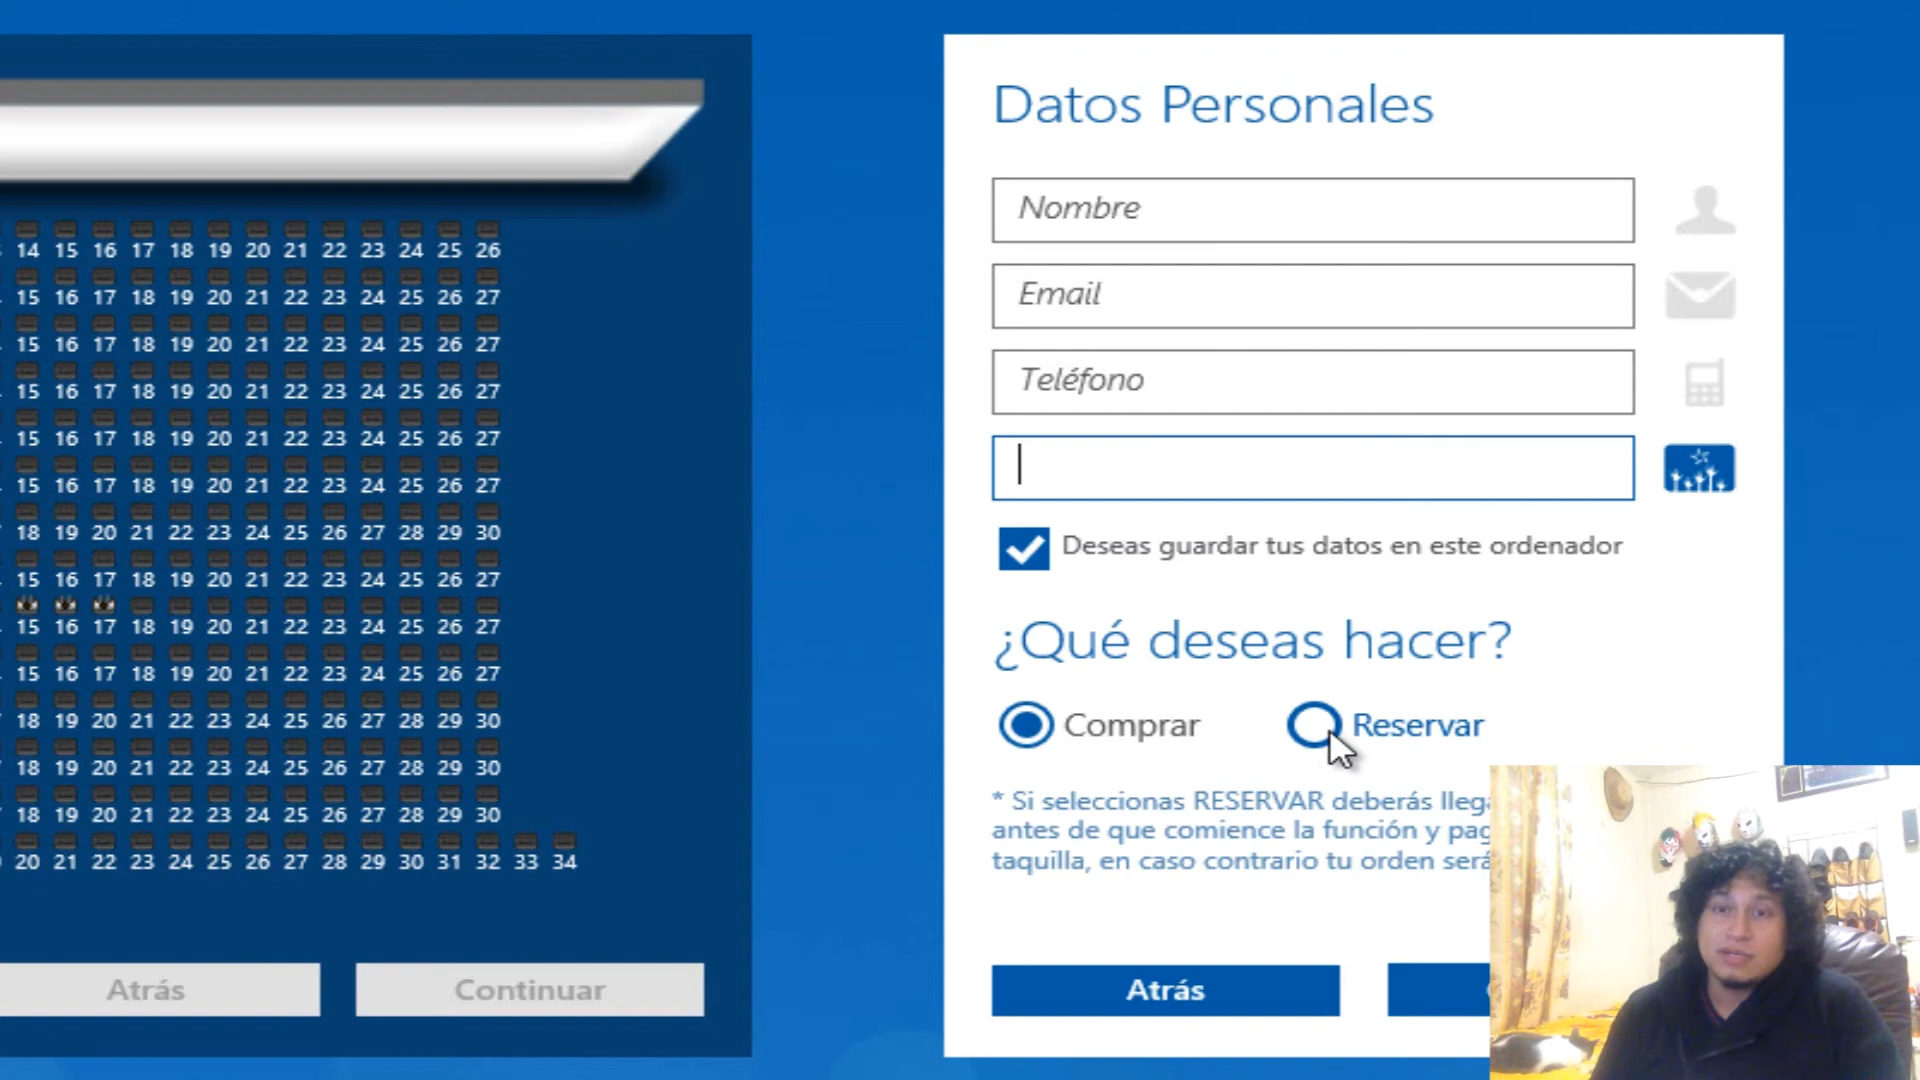 Datos Personales
Nombre
Email
Teléfono
Deseas guardar tus datos en este ordenador
¿Qué deseas hacer?
Comprar Reservar
* Si seleccionas RESERVAR deberás
antes de que comience la función y
taquilla, en caso contrario tu orden será
Atrás
14 15 16 17 18 19 20 21 22 23 24 25 26
15 16 17 18 19 20 21 22 23 24 25 26 27
15 16 17 18 19 20 21 22 23 24 25 26 27
15 16 17 18 19 20 21 22 23 24 25 26 27
15 16 17 18 19 20 21 22 23 24 25 26 27
15 16 17 18 19 20 21 22 23 24 25 26 27
18 19 20 21 22 23 24 25 26 27 28 29 30
15 16 17 18 19 20 21 22 23 24 25 26 27
15 16 17 18 19 20 21 22 23 24 25 26 27
15 16 17 18 19 20 21 22 23 24 25 26 27
18 19 20 21 22 23 24 25 26 27 28 29 30
18 19 20 21 22 23 24 25 26 27 28 29 30
18 19 20 21 22 23 24 25 26 27 28 29 30
20 21 22 23 24 25 26 27 28 29 30 31 32 33 34
Atrás Continuar